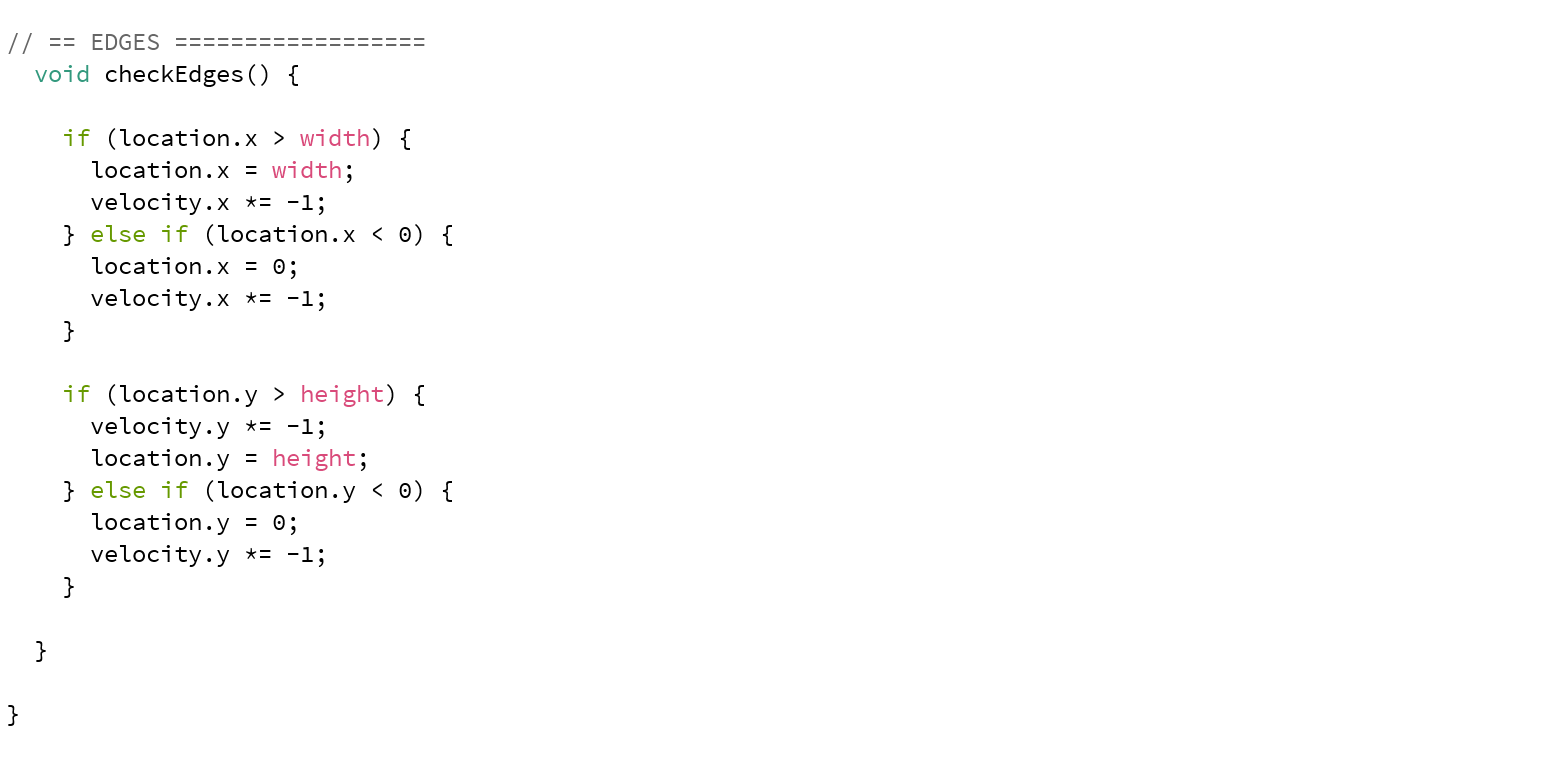 // == EDGES ==================
  void checkEdges() {

    if (location.x > width) {
      location.x = width;
      velocity.x *= -1;
    } else if (location.x < 0) {
      location.x = 0;
      velocity.x *= -1;
    }

    if (location.y > height) {
      velocity.y *= -1;
      location.y = height;
    } else if (location.y < 0) {
      location.y = 0;
      velocity.y *= -1;
    }

  }

}